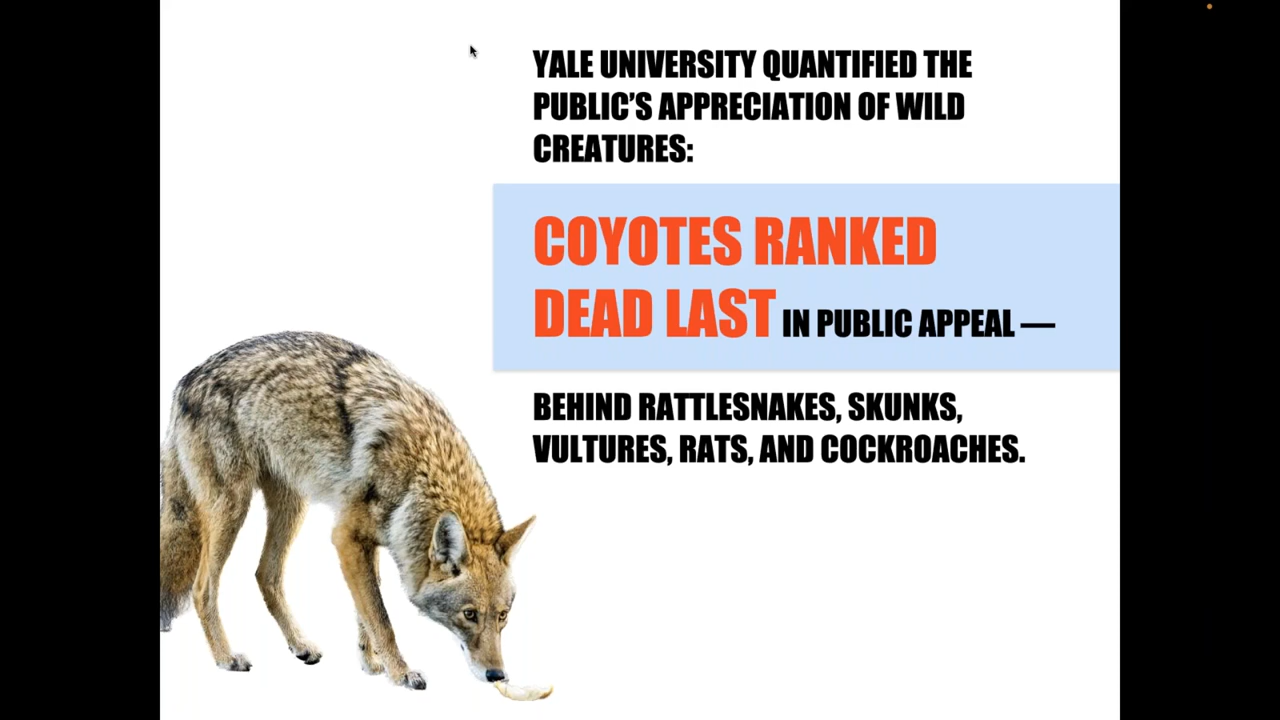 YALE UNIVERSITY QUANTIFIED THE
PUBLIC’S APPRECIATION OF WILD
CREATURES:
COYOTES RANKED
DEAD LAST IN PUBLIC APPEAL —
BEHIND RATTLESNAKES, SKUNKS,
VULTURES, RATS, AND COCKROACHES.